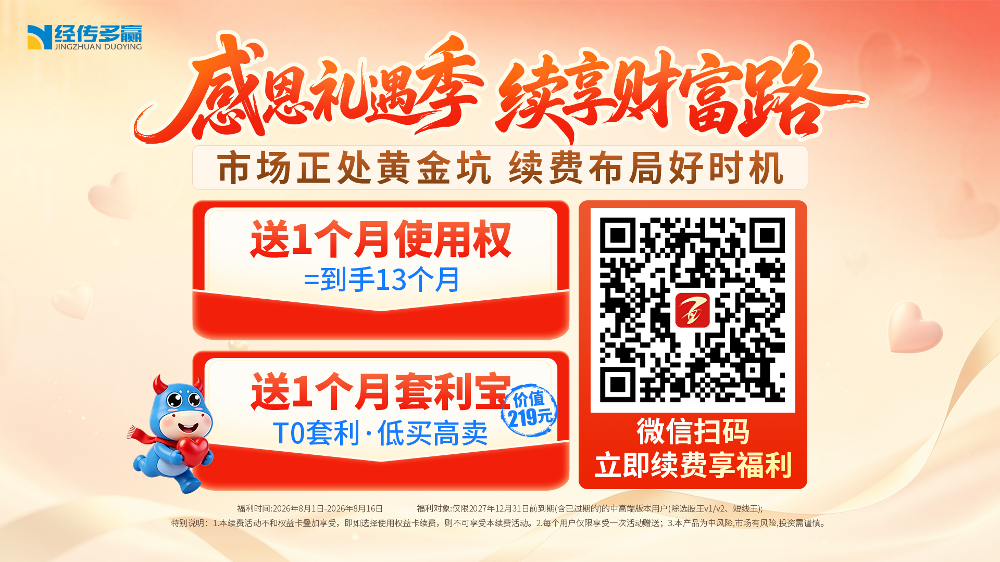 经传多赢
JINGZHUAN DUOYING
感恩礼遇季 续享财富路
市场正处黄金坑 续费布局好时机
送1个月使用权
=到手13个月
送1个月套利宝
价值
219元
T0套利·低买高卖
微信扫码
立即续费享福利
福利时间:2026年8月1日-2026年8月16日 福利对象:仅限2027年12月31日前到期(含已过期的)的中高端版本用户(除选股王v1/v2、短线王);
特别说明：1.本续费活动不和权益卡叠加享受，即如选择使用权益卡续费，则不可享受本续费活动。2.每个用户仅限享受一次活动赠送；3.本产品为中风险,市场有风险,投资需谨慎。